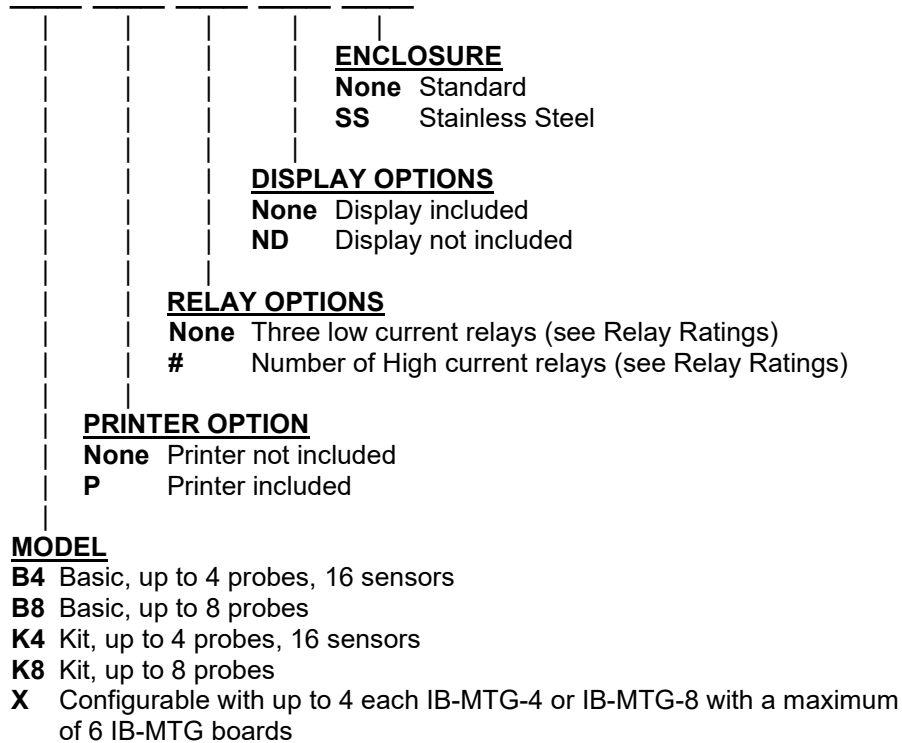 ENCLOSURE
None Standard
SS Stainless Steel
DISPLAY OPTIONS
None Display included
ND Display not included
RELAY OPTIONS
None Three low current relays (see Relay Ratings)
# Number of High current relays (see Relay Ratings)
PRINTER OPTION
None Printer not included
P Printer included
MODEL
B4 Basic, up to 4 probes, 16 sensors
B8 Basic, up to 8 probes
K4 Kit, up to 4 probes, 16 sensors
K8 Kit, up to 8 probes
X Configurable with up to 4 each IB-MTG-4 or IB-MTG-8 with a maximum
of 6 IB-MTG boards